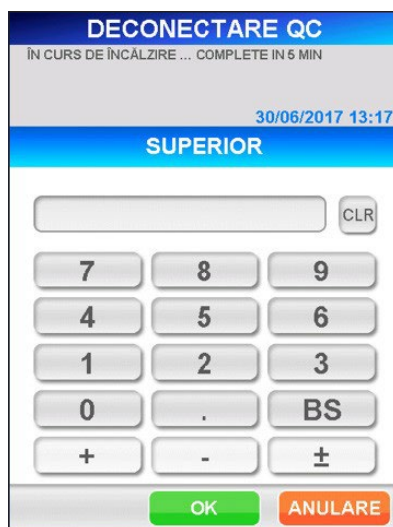 DECONECTARE QC
ÎN CURS DE ÎNCĂLZIRE ... COMPLETE IN 5 MIN
30/06/2017 13:17
SUPERIOR
CLR
7 8 9
4 5 6
1 2 3
0 . BS
+ - ±
OK ANULARE